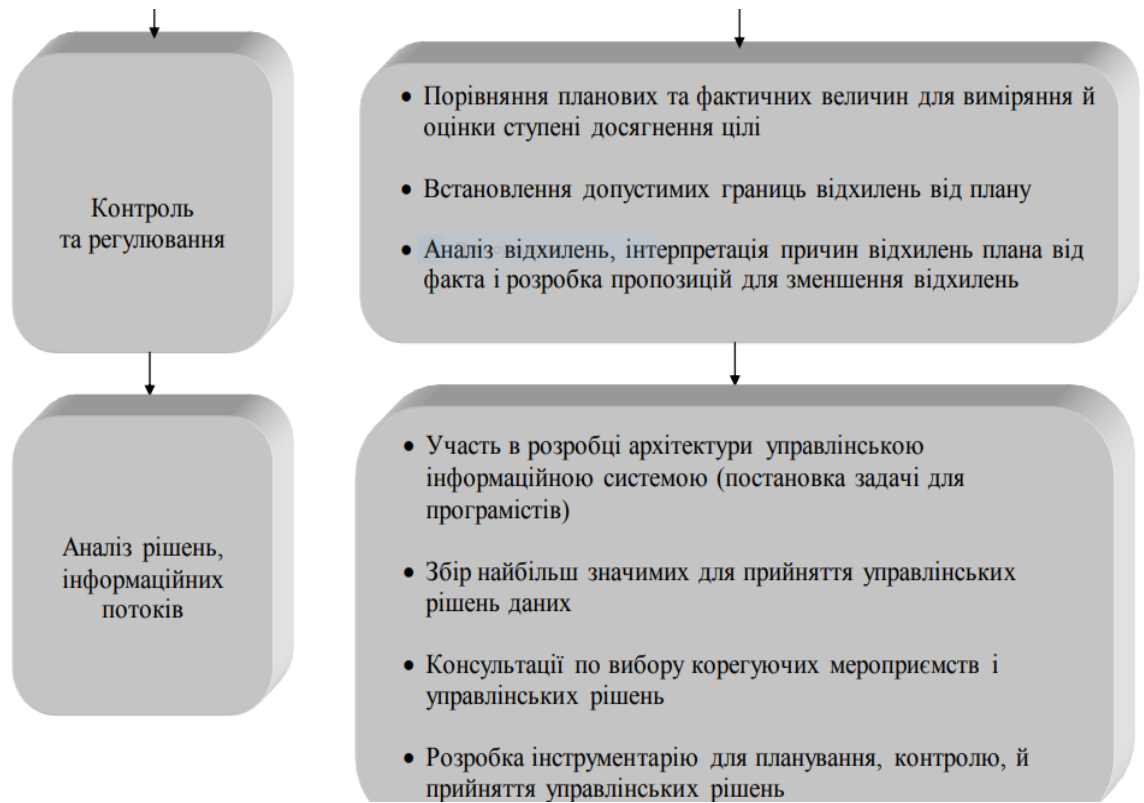 Контроль
та регулювання
• Порівняння планових та фактичних величин для виміряння й
оцінки ступені досягнення цілі
• Встановлення допустимих границь відхилень від плану
• Аналіз відхилень, інтерпретація причин відхилень плана від
факта і розробка пропозицій для зменшення відхилень
Аналіз рішень,
інформаційних
потоків
• Участь в розробці архітектури управлінською
інформаційною системою (постановка задачі для
програмістів)
• Збір найбільш значимих для прийняття управлінських
рішень даних
• Консультації по вибору корегуючих мероприємств і
управлінських рішень
• Розробка інструментарію для планування, контролю, й
прийняття управлінських рішень